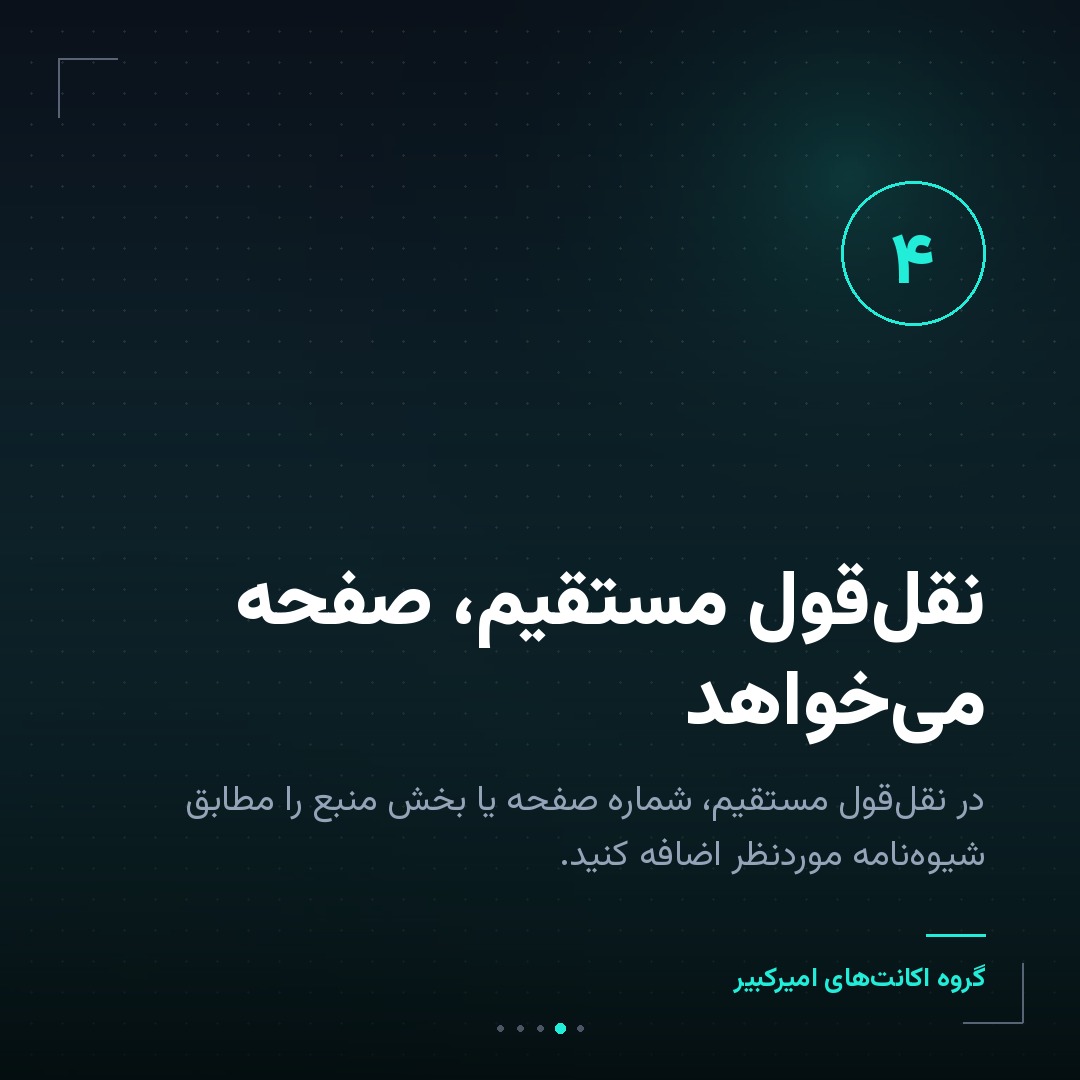 ۴
نقل‌قول مستقیم، صفحه
می‌خواهد
در نقل‌قول مستقیم، شماره صفحه یا بخش منبع را مطابق
شیوه‌نامه موردنظر اضافه کنید.
گروه اکانت‌های امیرکبیر